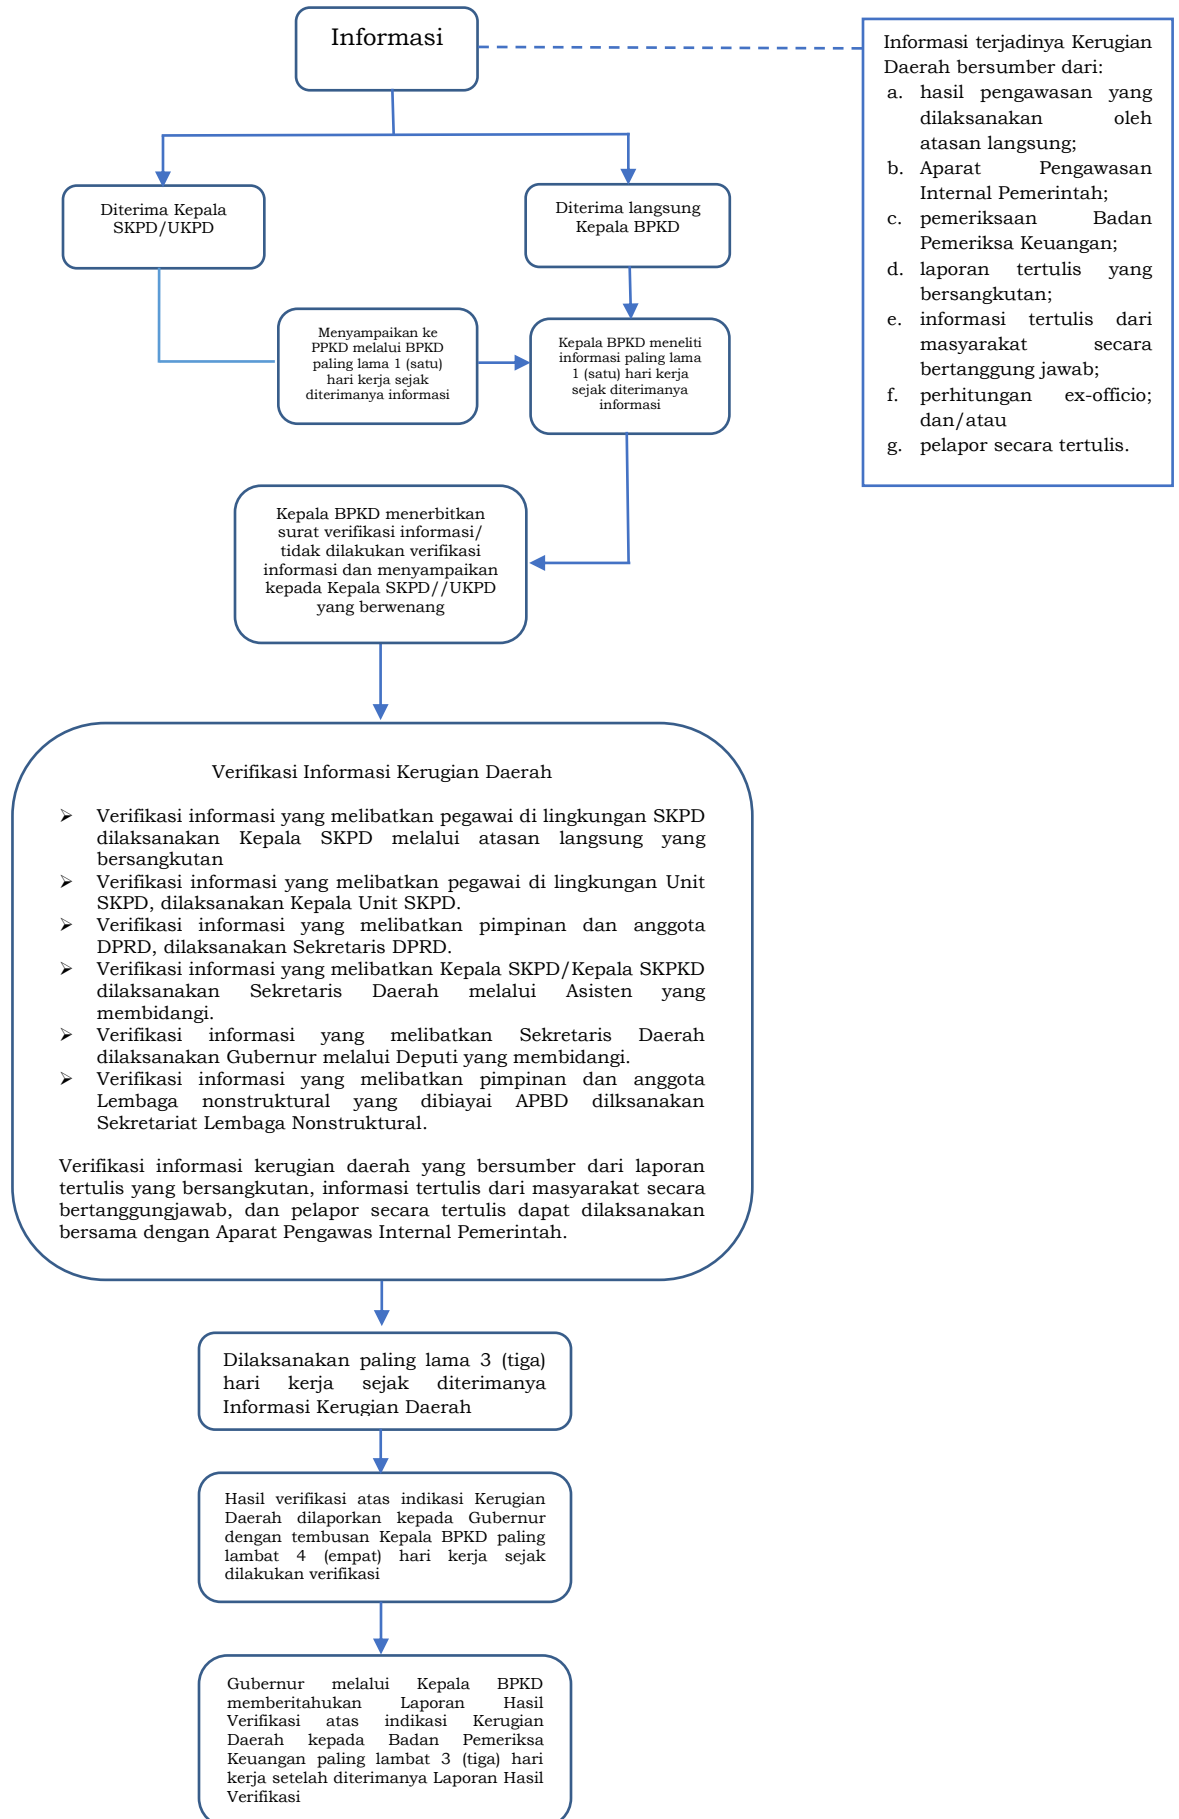 Informasi
Informasi terjadinya Kerugian
Daerah bersumber dari:
a. hasil pengawasan yang
dilaksanakan oleh
atasan langsung;
b. Aparat Pengawasan
Internal Pemerintah;
c. pemeriksaan Badan
Pemeriksa Keuangan;
d. laporan tertulis yang
bersangkutan;
e. informasi tertulis dari
masyarakat secara
bertanggung jawab;
f. perhitungan ex-officio;
dan/atau
g. pelapor secara tertulis.
Diterima Kepala
SKPD/UKPD
Diterima langsung
Kepala BPKD
Menyampaikan ke
PPKD melalui BPKD
paling lama 1 (satu)
hari kerja sejak
diterimanya informasi
Kepala BPKD meneliti
informasi paling lama
1 (satu) hari kerja
sejak diterimanya
informasi
Kepala BPKD menerbitkan
surat verifikasi informasi/
tidak dilakukan verifikasi
informasi dan menyampaikan
kepada Kepala SKPD//UKPD
yang berwenang
Verifikasi Informasi Kerugian Daerah
➢ Verifikasi informasi yang melibatkan pegawai di lingkungan SKPD
dilaksanakan Kepala SKPD melalui atasan langsung yang
bersangkutan
➢ Verifikasi informasi yang melibatkan pegawai di lingkungan Unit
SKPD, dilaksanakan Kepala Unit SKPD.
➢ Verifikasi informasi yang melibatkan pimpinan dan anggota
DPRD, dilaksanakan Sekretaris DPRD.
➢ Verifikasi informasi yang melibatkan Kepala SKPD/Kepala SKPKD
dilaksanakan Sekretaris Daerah melalui Asisten yang
membidangi.
➢ Verifikasi informasi yang melibatkan Sekretaris Daerah
dilaksanakan Gubernur melalui Deputi yang membidangi.
➢ Verifikasi informasi yang melibatkan pimpinan dan anggota
Lembaga nonstruktural yang dibiayai APBD dilksanakan
Sekretariat Lembaga Nonstruktural.
Verifikasi informasi kerugian daerah yang bersumber dari laporan
tertulis yang bersangkutan, informasi tertulis dari masyarakat secara
bertanggungjawab, dan pelapor secara tertulis dapat dilaksanakan
bersama dengan Aparat Pengawas Internal Pemerintah.
Dilaksanakan paling lama 3 (tiga)
hari kerja sejak diterimanya
Informasi Kerugian Daerah
Hasil verifikasi atas indikasi Kerugian
Daerah dilaporkan kepada Gubernur
dengan tembusan Kepala BPKD paling
lambat 4 (empat) hari kerja sejak
dilakukan verifikasi
Gubernur melalui Kepala BPKD
memberitahukan Laporan Hasil
Verifikasi atas indikasi Kerugian
Daerah kepada Badan Pemeriksa
Keuangan paling lambat 3 (tiga) hari
kerja setelah diterimanya Laporan Hasil
Verifikasi